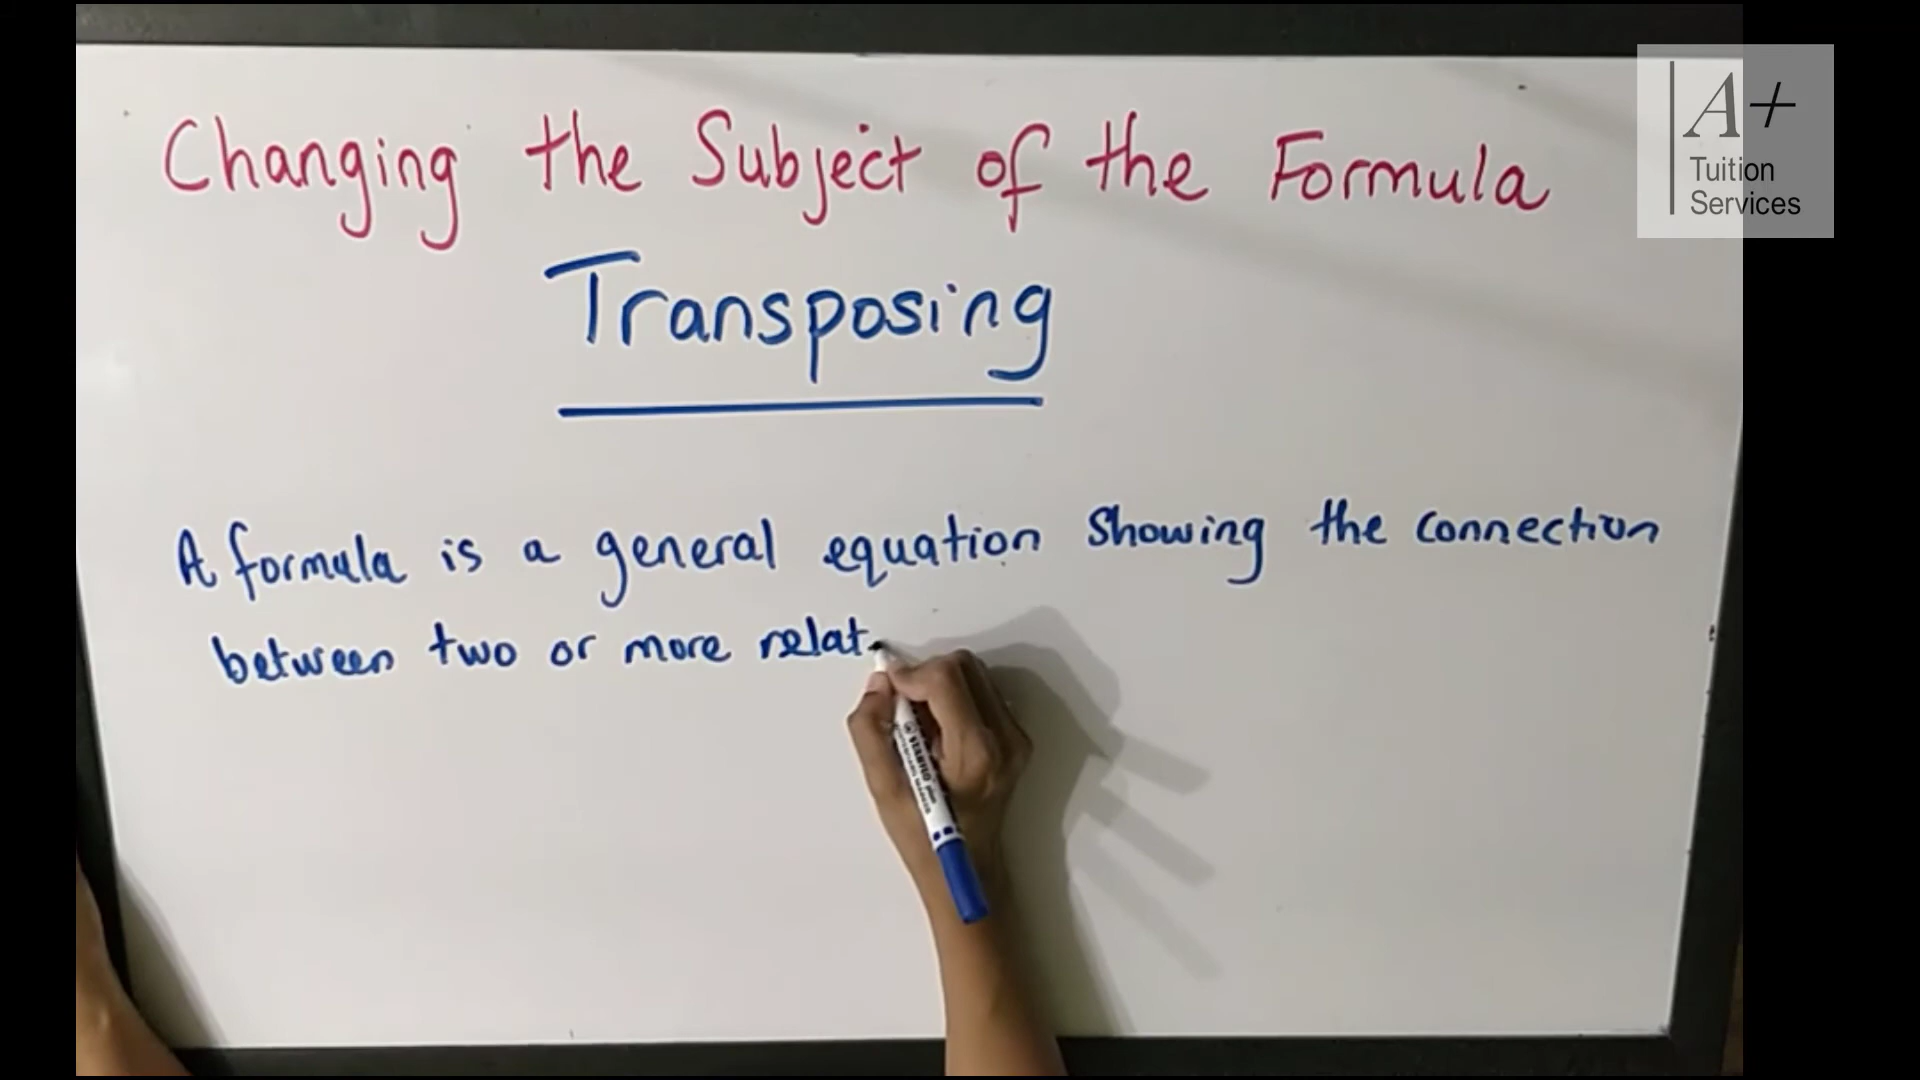 Changing the Subject of the Formula
Transposing
A formula is a general equation showing the connection
between two or more relat
A+
Tuition
Services